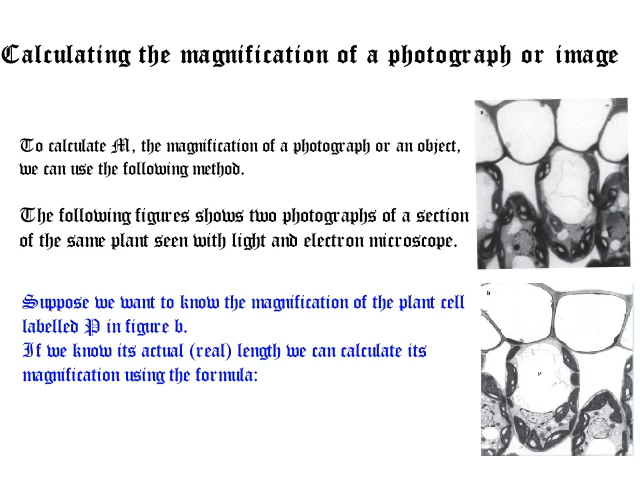 Calculating the magnification of a photograph or image
To calculate M, the magnification of a photograph or an object,
we can use the following method.
The following figures shows two photographs of a section
of the same plant seen with light and electron microscope.
Suppose we want to know the magnification of the plant cell
labelled P in figure b.
If we know its actual (real) length we can calculate its
magnification using the formula:
a
b
P